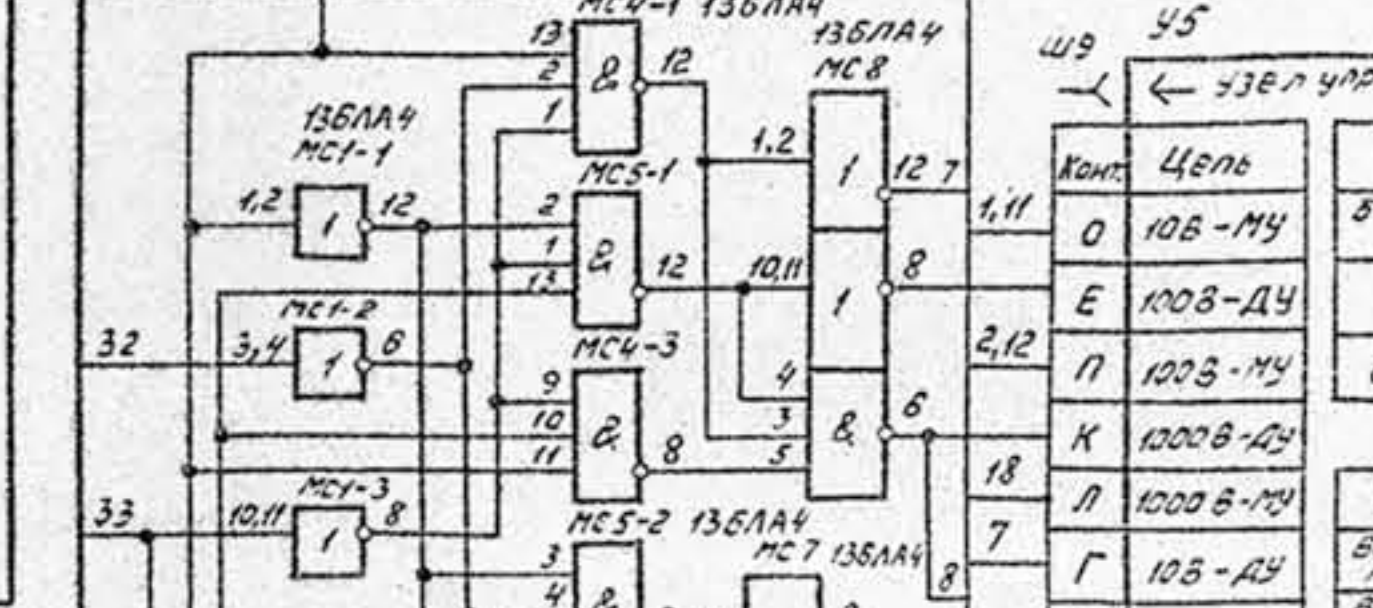 МС4-1 136ЛА4
У5
13
136ЛА4
Ш9
2
12
МС8
← УЗЕЛ УПР
136ЛА4
1
&
МС1-1
МС5-1
1.2
1
12 7
Конт. Цепь
1,2
1
12
2
1,11
О 10В-МУ
1
&
12
10,11
1
8
Е 100В-ДУ
13
МС1-2
32
3,4
1
6
МС4-3
2,12
П 100В-МУ
9
10
11
&
8
4
3
5
&
6
К 1000В-ДУ
18
Л 1000В-МУ
МС1-3
33
10,11
1
8
МС5-2 136ЛА4
3
4
&
МС7 136ЛА4
7
Г 10В-ДУ
8